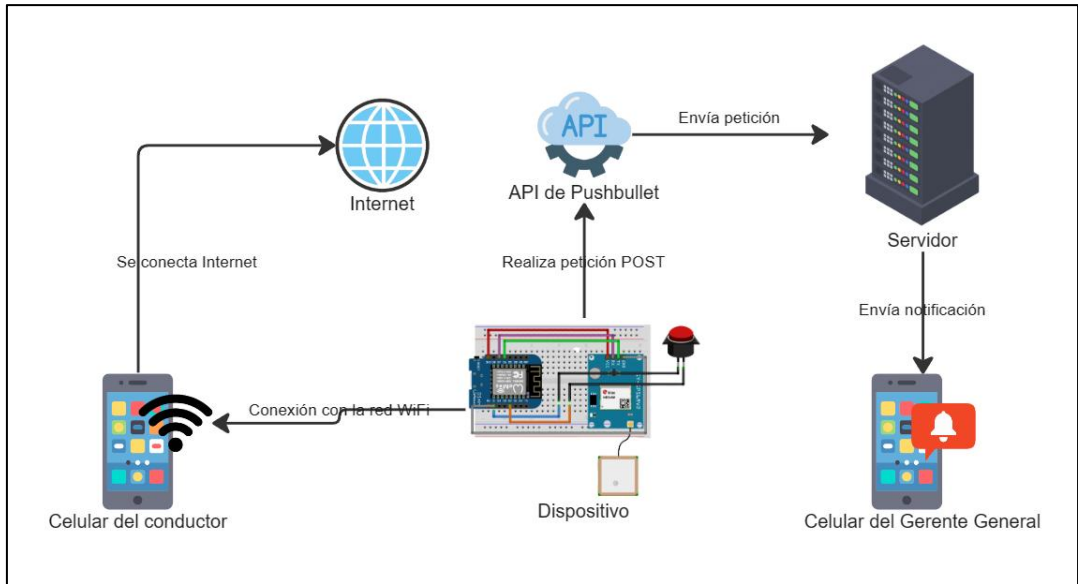 API
Envía petición
Internet
API de Pushbullet
Servidor
Se conecta Internet
Realiza petición POST
Envía notificación
Conexión con la red WiFi
Celular del conductor
Dispositivo
Celular del Gerente General